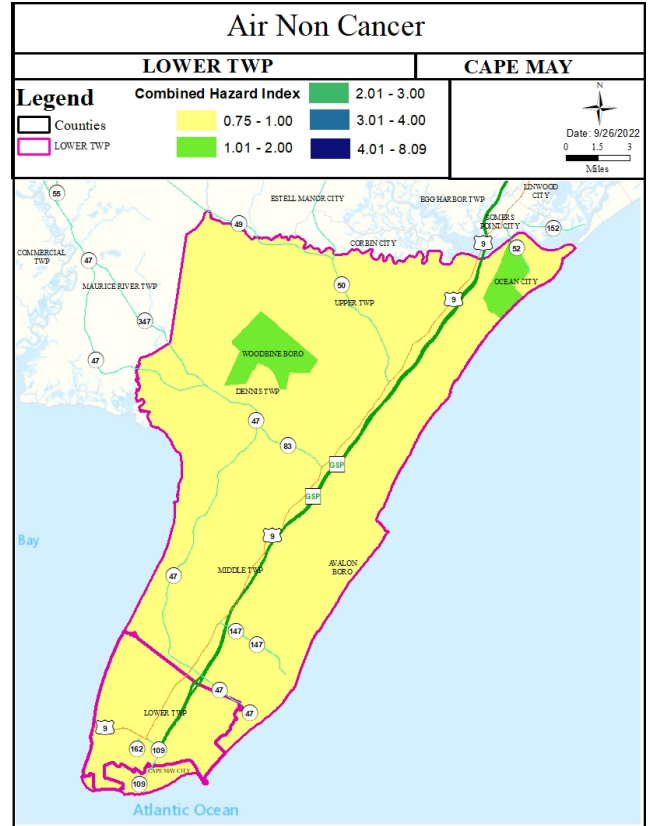 Air Non Cancer
LOWER TWP
CAPE MAY
Legend
Counties
LOWER TWP
Combined Hazard Index
0.75 - 1.00
1.01 - 2.00
2.01 - 3.00
3.01 - 4.00
4.01 - 8.09
N
Date: 9/26/2022
0 1.5 3
Miles
LINWOOD
CITY
55
ESTELL MANOR CITY
EGG HARBOR TWP
SOMERS
POINT CITY
49
152
CORBIN CITY
9
52
COMMERCIAL
TWP
47
MAURICE RIVER TWP
50
OCEAN CITY
UPPER TWP
9
347
47
WOODBINE BORO
DENNIS TWP
47
83
GSP
GSP
9
Bay
AVALON
BORO
MIDDLE TWP
47
147
147
47
LOWER TWP
47
9
162
109
CAPE MAY CITY
109
Atlantic Ocean